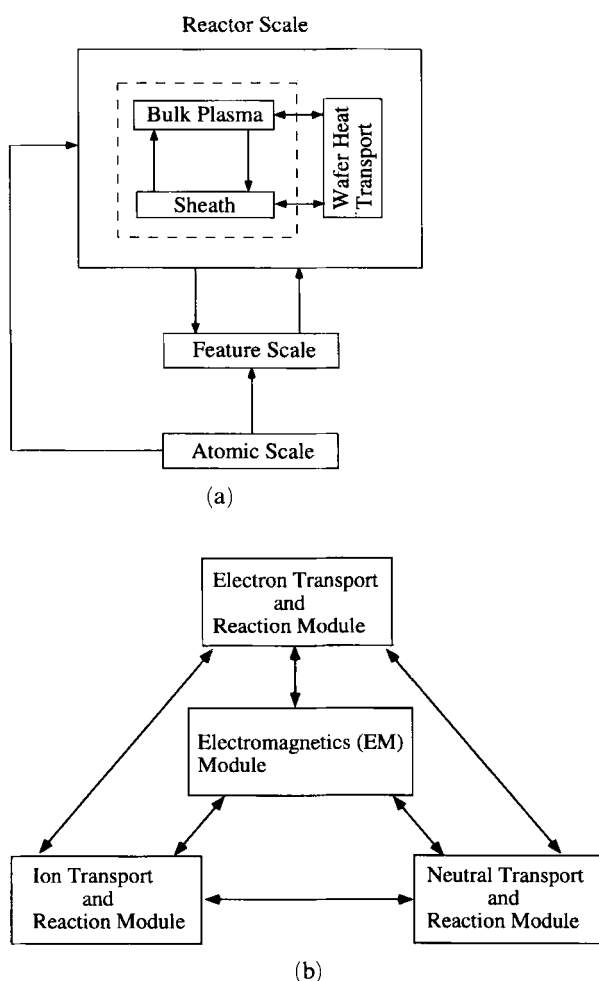 Reactor Scale
Bulk Plasma
Sheath
Wafer Heat
Transport
Feature Scale
Atomic Scale
(a)
Electron Transport
and
Reaction Module
Electromagnetics (EM)
Module
Ion Transport
and
Reaction Module
Neutral Transport
and
Reaction Module
(b)